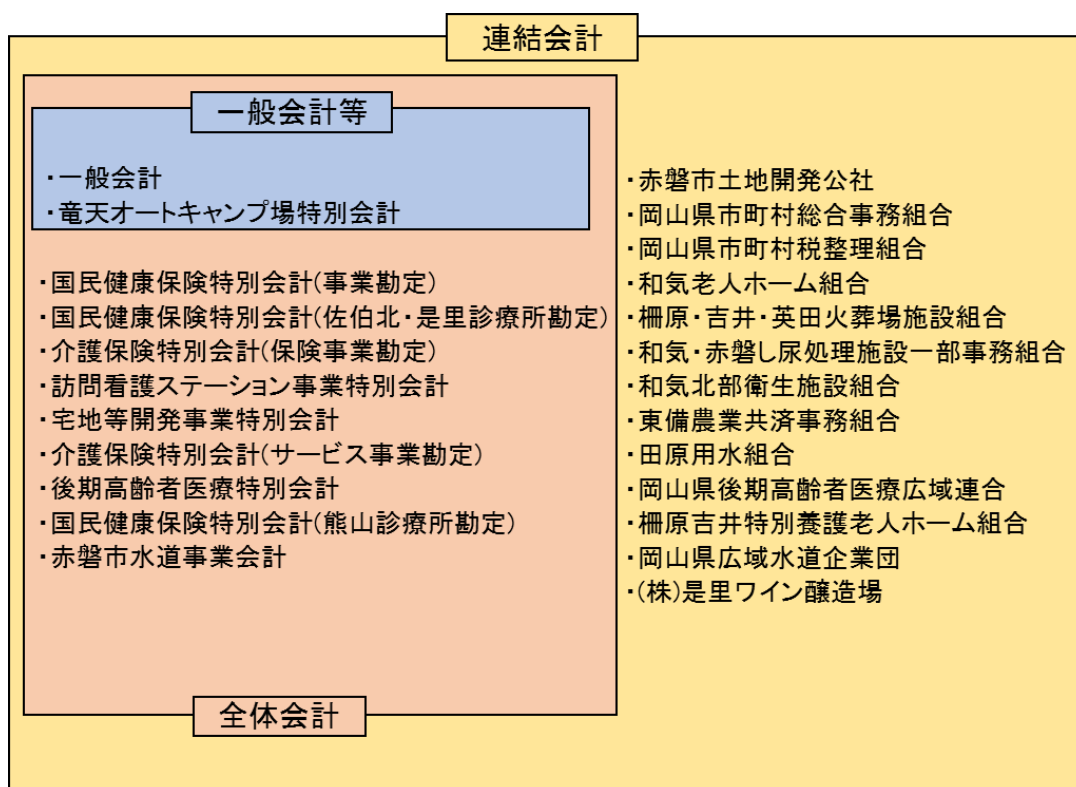 連結会計
一般会計等
・一般会計
・竜天オートキャンプ場特別会計
・国民健康保険特別会計(事業勘定)
・国民健康保険特別会計(佐伯北・是里診療所勘定)
・介護保険特別会計(保険事業勘定)
・訪問看護ステーション事業特別会計
・宅地等開発事業特別会計
・介護保険特別会計(サービス事業勘定)
・後期高齢者医療特別会計
・国民健康保険特別会計(熊山診療所勘定)
・赤磐市水道事業会計
全体会計
・赤磐市土地開発公社
・岡山県市町村総合事務組合
・岡山県市町村税整理組合
・和気老人ホーム組合
・柵原・吉井・英田火葬場施設組合
・和気・赤磐し尿処理施設一部事務組合
・和気北部衛生施設組合
・東備農業共済事務組合
・田原用水組合
・岡山県後期高齢者医療広域連合
・柵原吉井特別養護老人ホーム組合
・岡山県広域水道企業団
・(株)是里ワイン醸造場